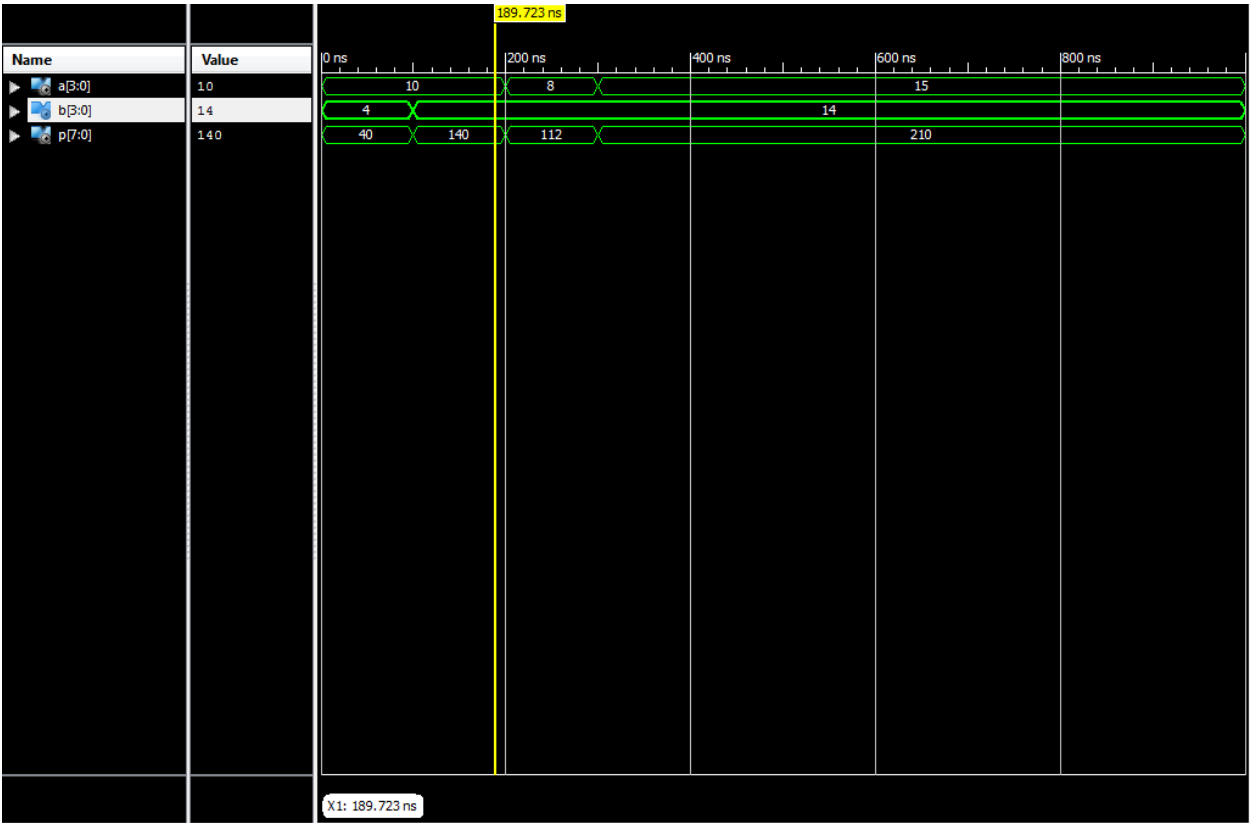 189.723 ns
Name Value 0 ns 200 ns 400 ns 600 ns 800 ns
a[3:0] 10 10 8 15
b[3:0] 14 4 14
p[7:0] 140 40 140 112 210
X1: 189.723 ns